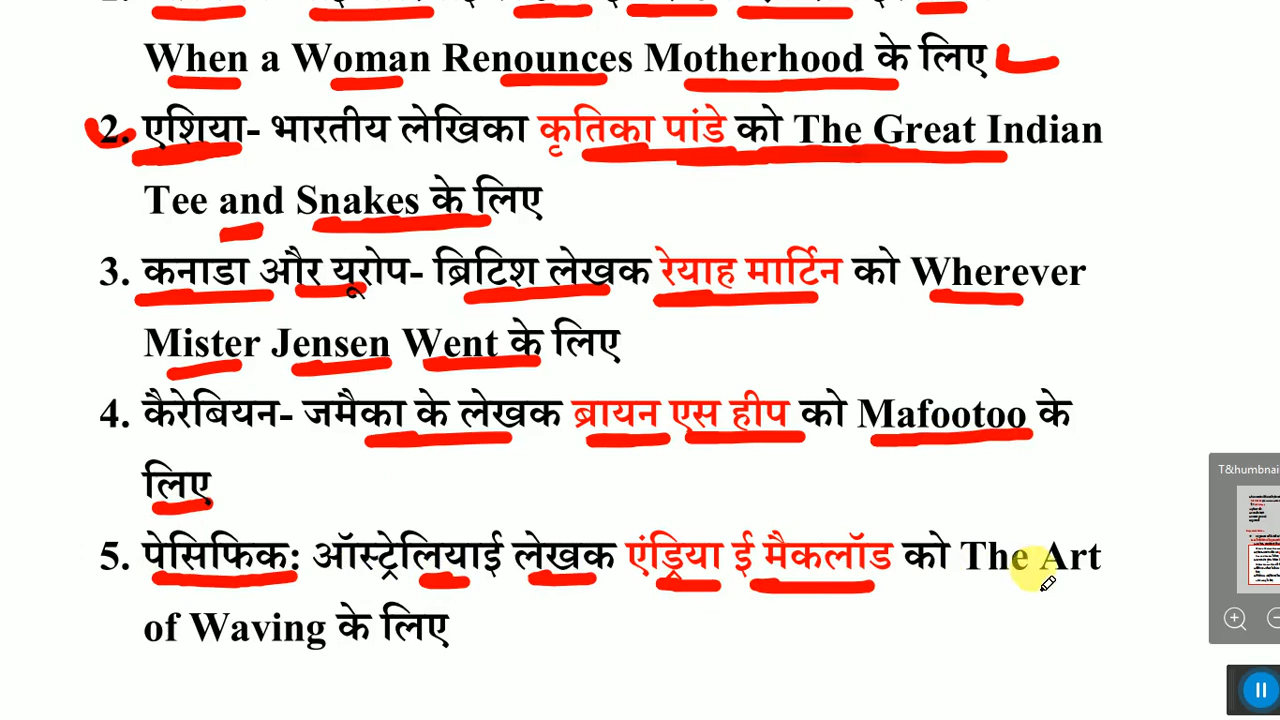 When a Woman Renounces Motherhood के लिए
2. एशिया- भारतीय लेखिका कृतिका पांडे को The Great Indian
Tee and Snakes के लिए
3. कनाडा और यूरोप- ब्रिटिश लेखक रेयाह मार्टिन को Wherever
Mister Jensen Went के लिए
4. कैरेबियन- जमैका के लेखक ब्रायन एस हीप को Mafootoo के
लिए
5. पेसिफिक: ऑस्ट्रेलियाई लेखक एंड्रिया ई मैकलॉड को The Art
of Waving के लिए
T&humbnai